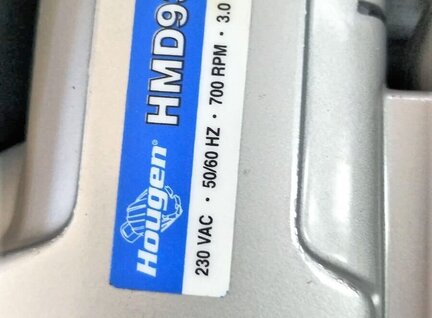 Hougen HMD9
230 VAC • 50/60 HZ • 700 RPM • 3.0